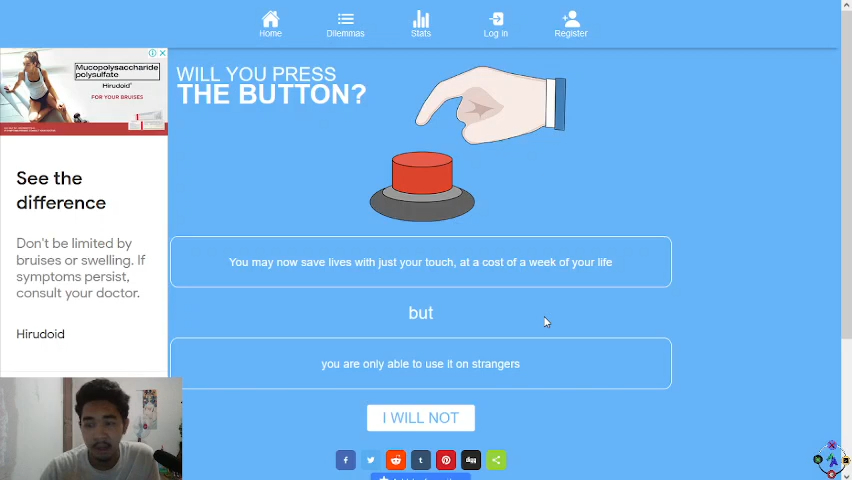 Home
Dilemmas
Stats
Log in
Register
Mucopolysaccharide
polysulfate
Hirudoid
FOR YOUR BRUISES
WILL YOU PRESS
THE BUTTON?
See the
difference
Don't be limited by
bruises or swelling. If
symptoms persist,
consult your doctor.
Hirudoid
You may now save lives with just your touch, at a cost of a week of your life
but
you are only able to use it on strangers
I WILL NOT
digg